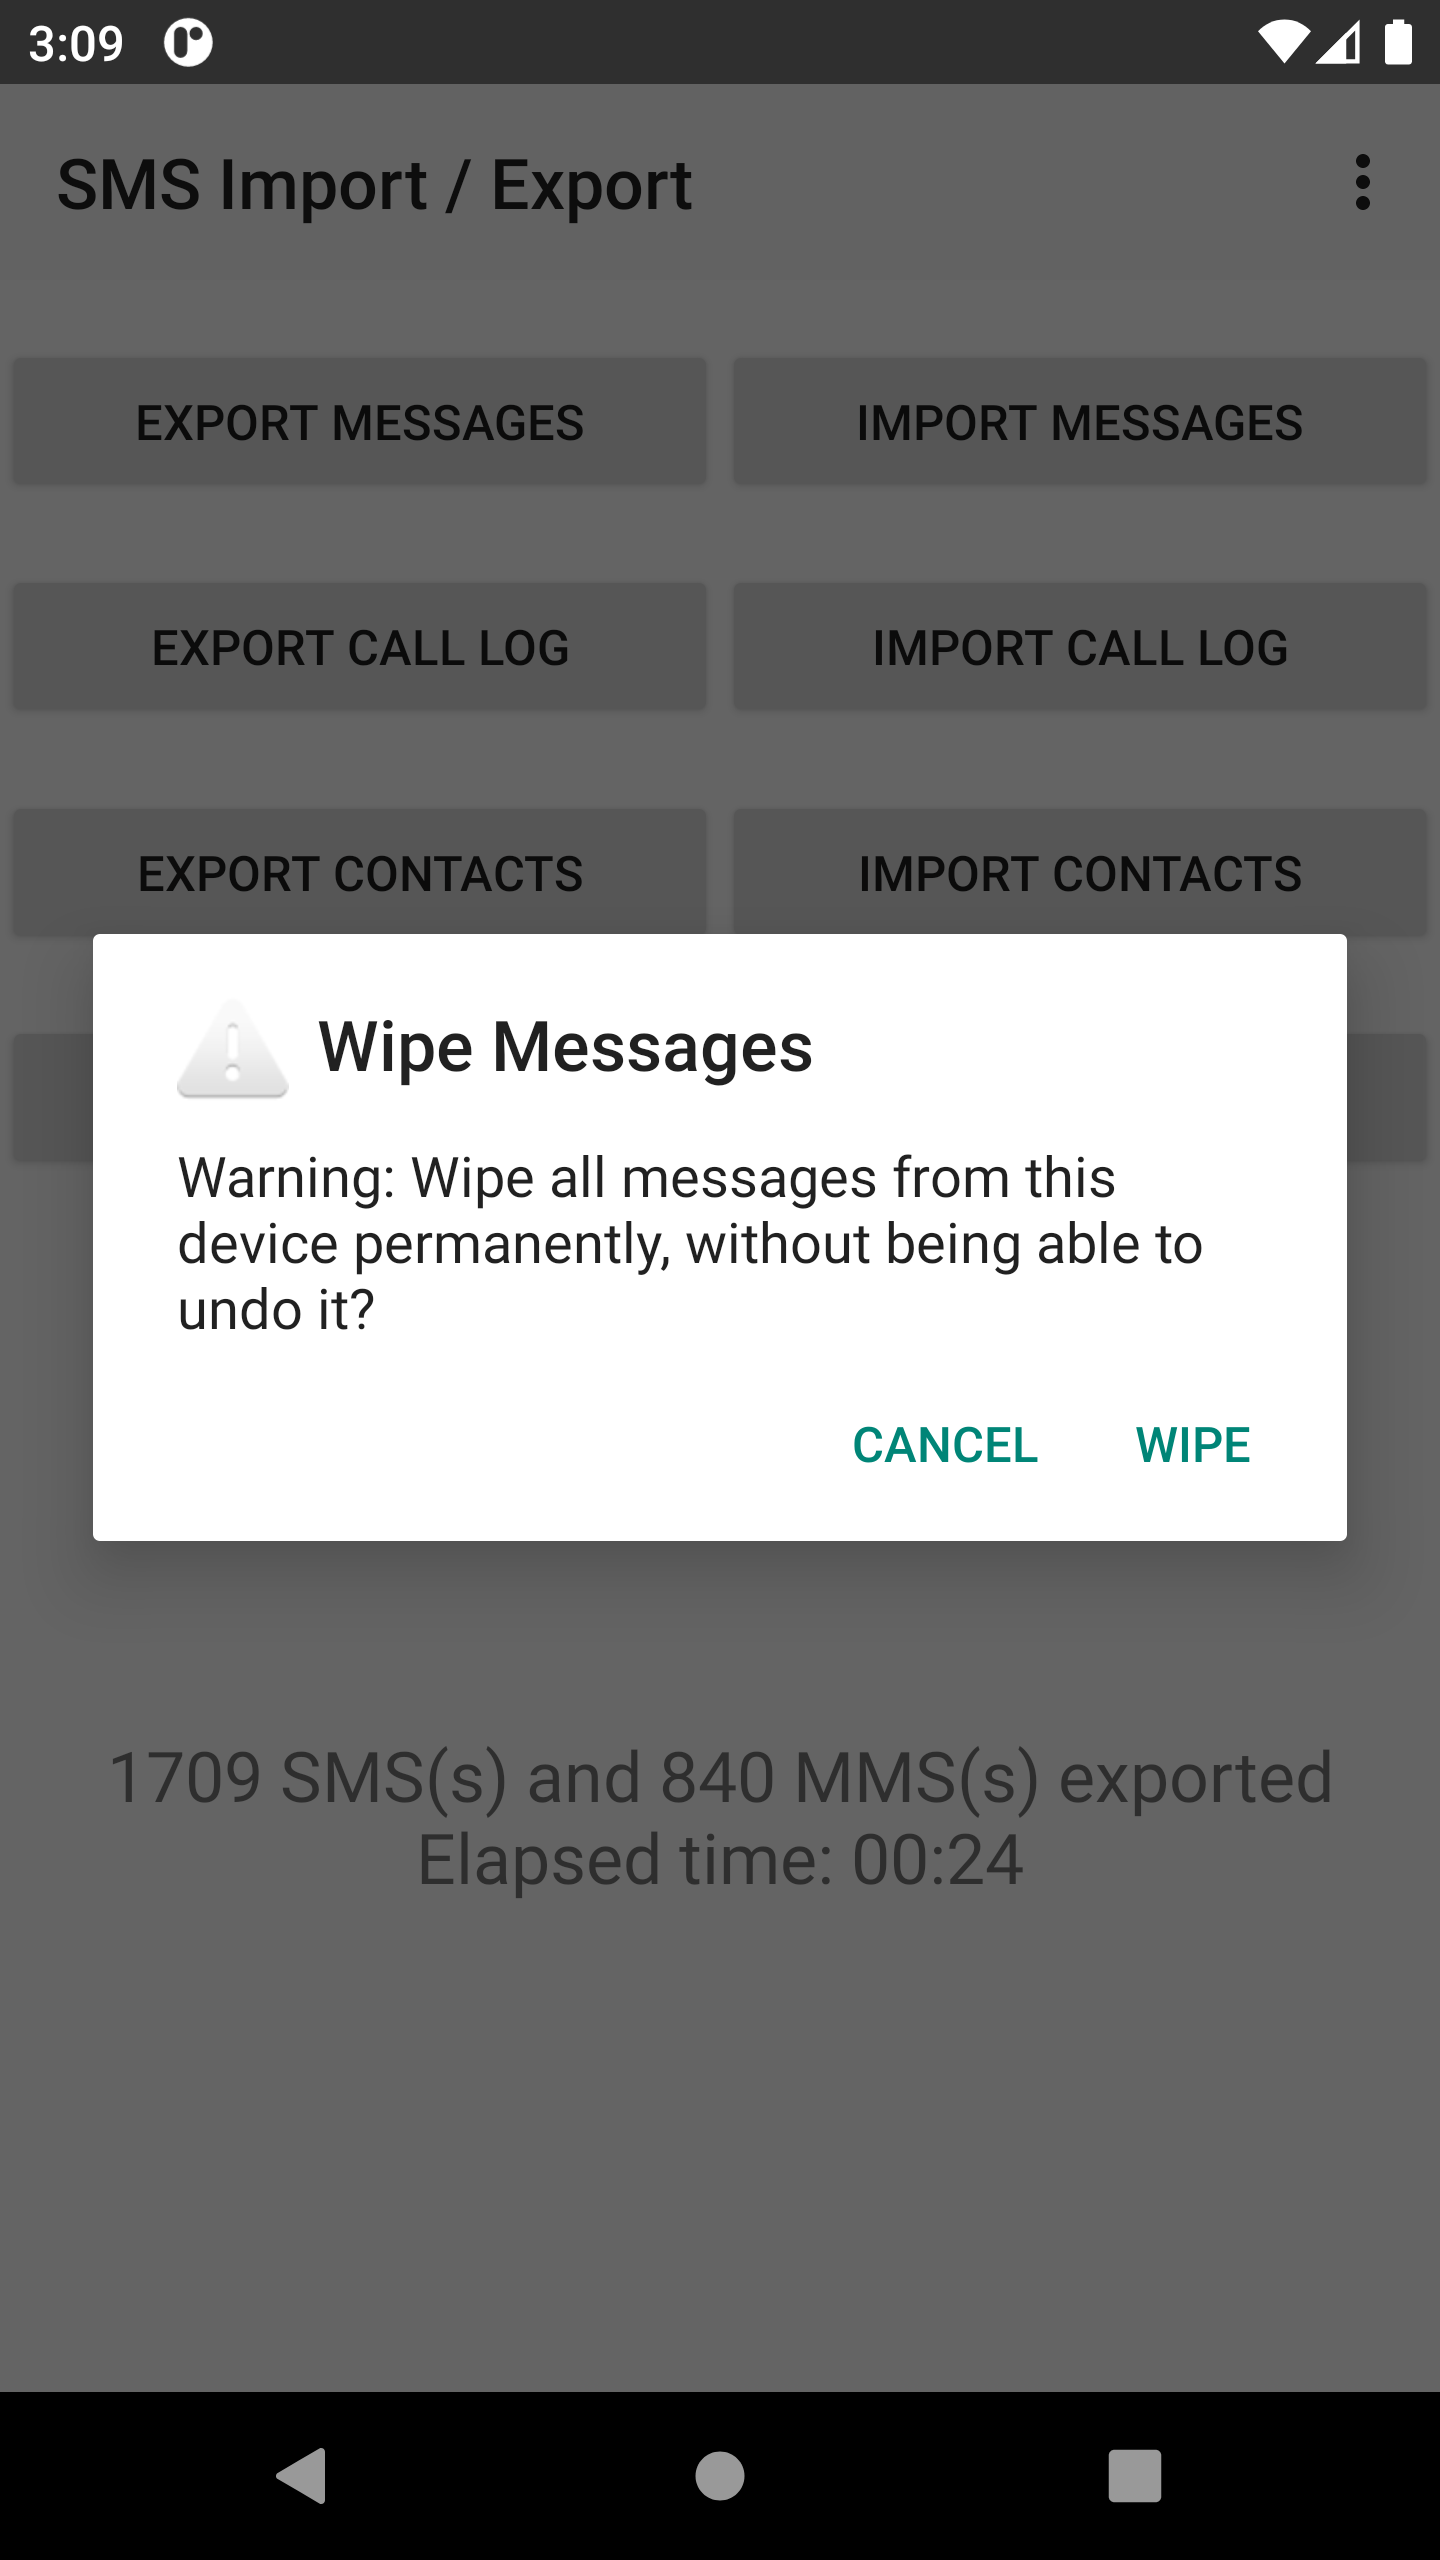 3:09
SMS Import / Export
EXPORT MESSAGES
IMPORT MESSAGES
EXPORT CALL LOG
IMPORT CALL LOG
EXPORT CONTACTS
IMPORT CONTACTS
Wipe Messages
Warning: Wipe all messages from this
device permanently, without being able to
undo it?
CANCEL
WIPE
1709 SMS(s) and 840 MMS(s) exported
Elapsed time: 00:24